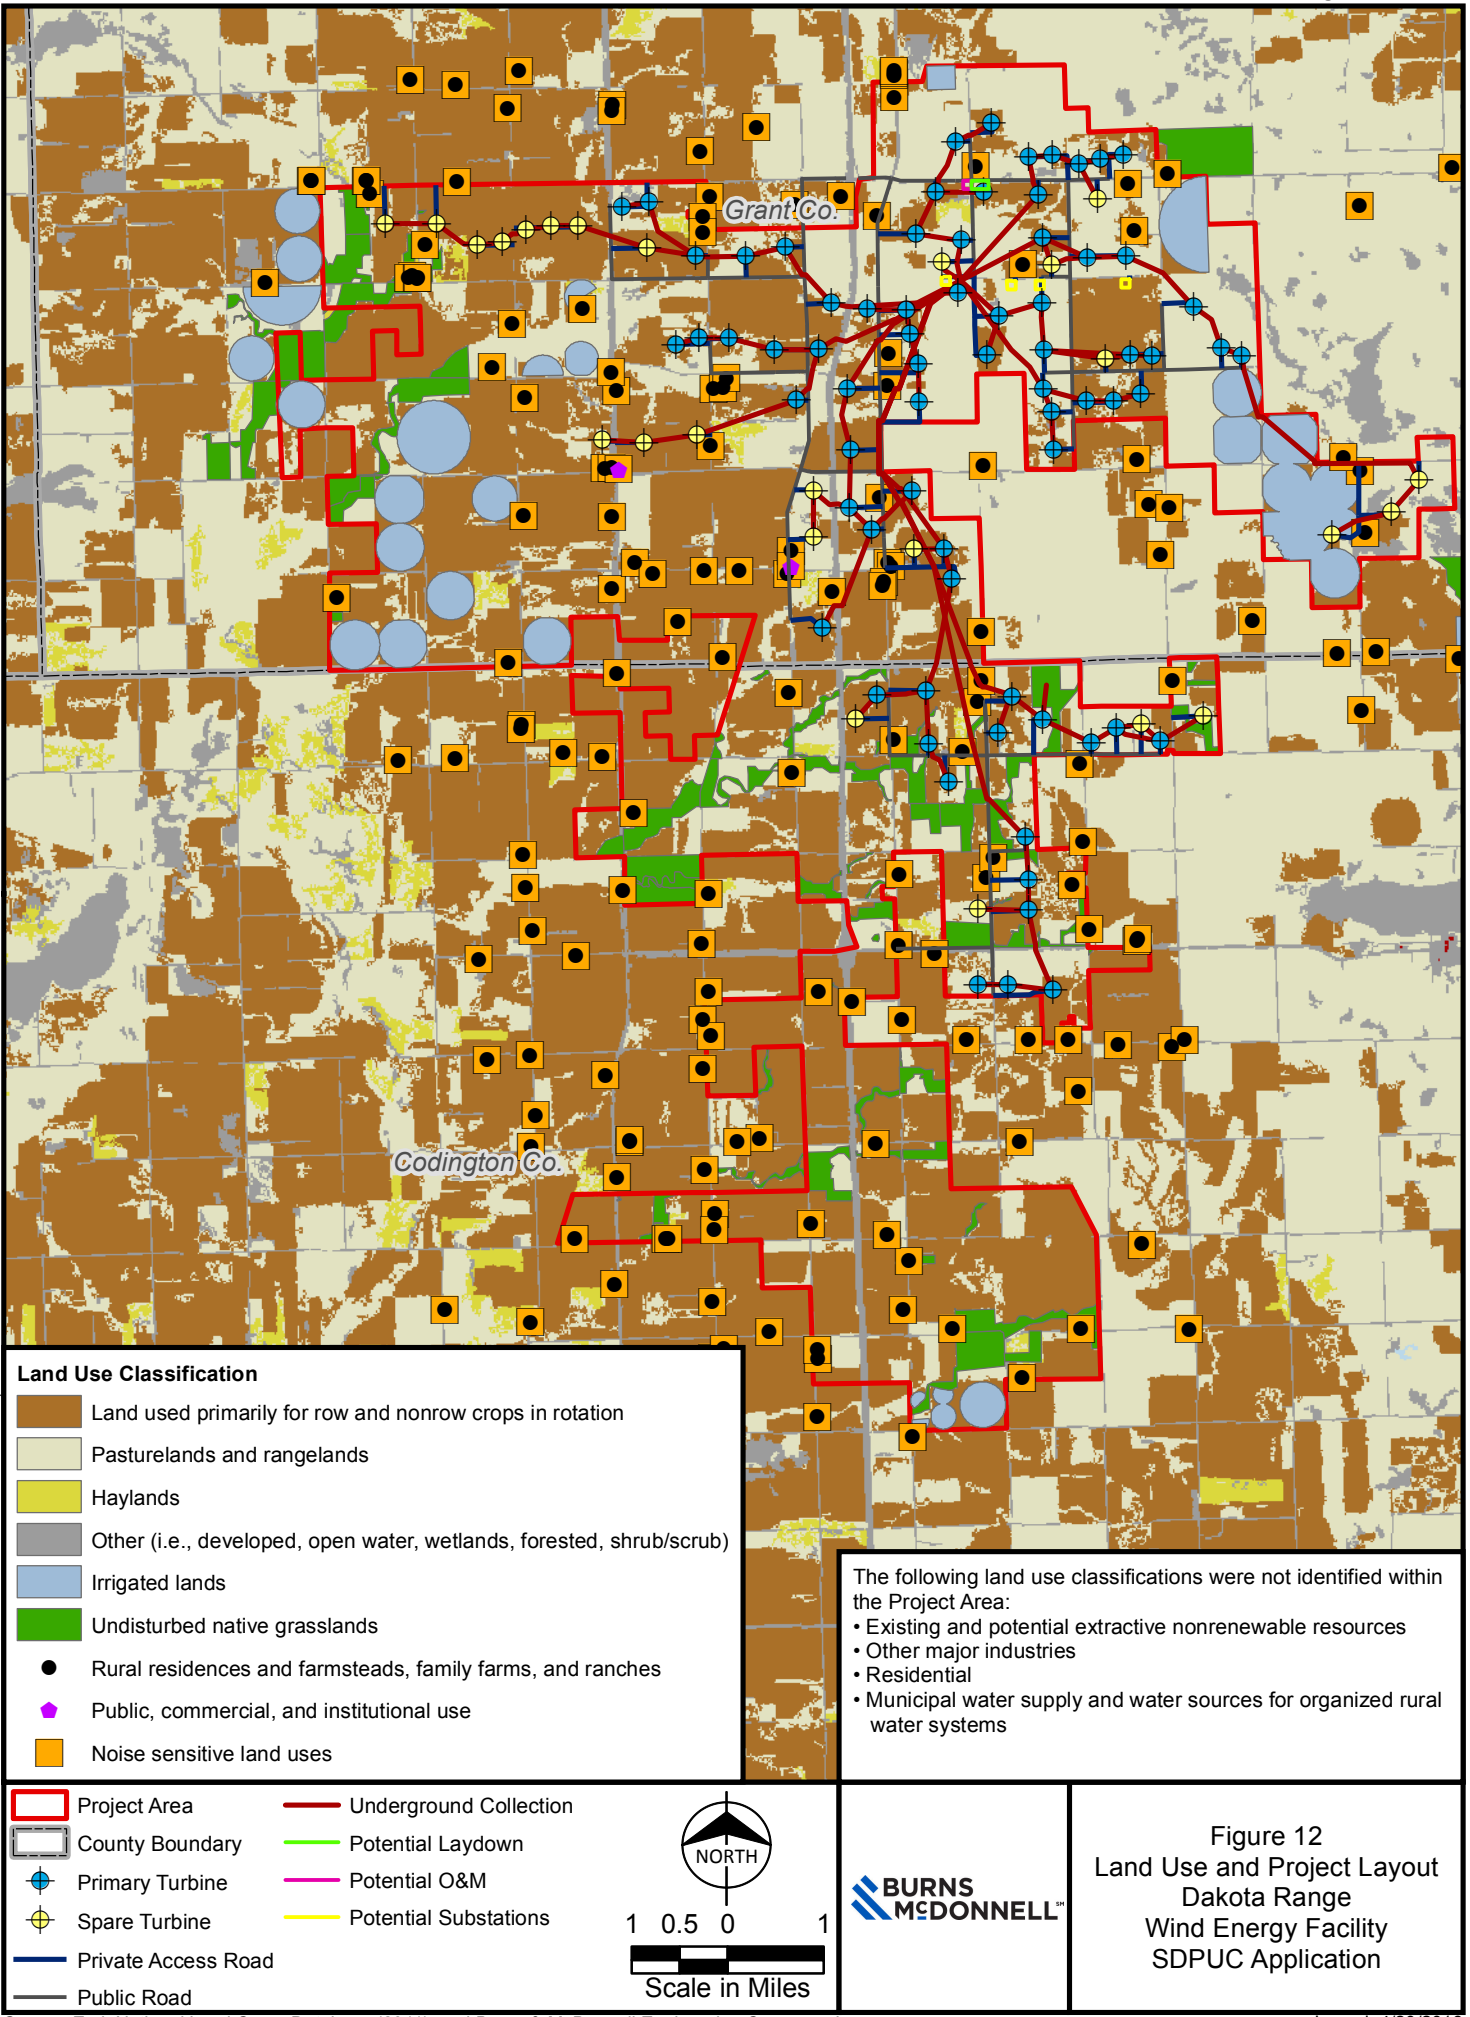 Grant Co.
Codington Co.
Land Use Classification
Land used primarily for row and nonrow crops in rotation
Pasturelands and rangelands
Haylands
Other (i.e., developed, open water, wetlands, forested, shrub/scrub)
Irrigated lands
Undisturbed native grasslands
Rural residences and farmsteads, family farms, and ranches
Public, commercial, and institutional use
Noise sensitive land uses
The following land use classifications were not identified within
the Project Area:
• Existing and potential extractive nonrenewable resources
• Other major industries
• Residential
• Municipal water supply and water sources for organized rural
water systems
Project Area
County Boundary
Primary Turbine
Spare Turbine
Private Access Road
Public Road
Underground Collection
Potential Laydown
Potential O&M
Potential Substations
NORTH
1 0.5 0 1
Scale in Miles
BURNS
McDONNELL SM
Figure 12
Land Use and Project Layout
Dakota Range
Wind Energy Facility
SDPUC Application